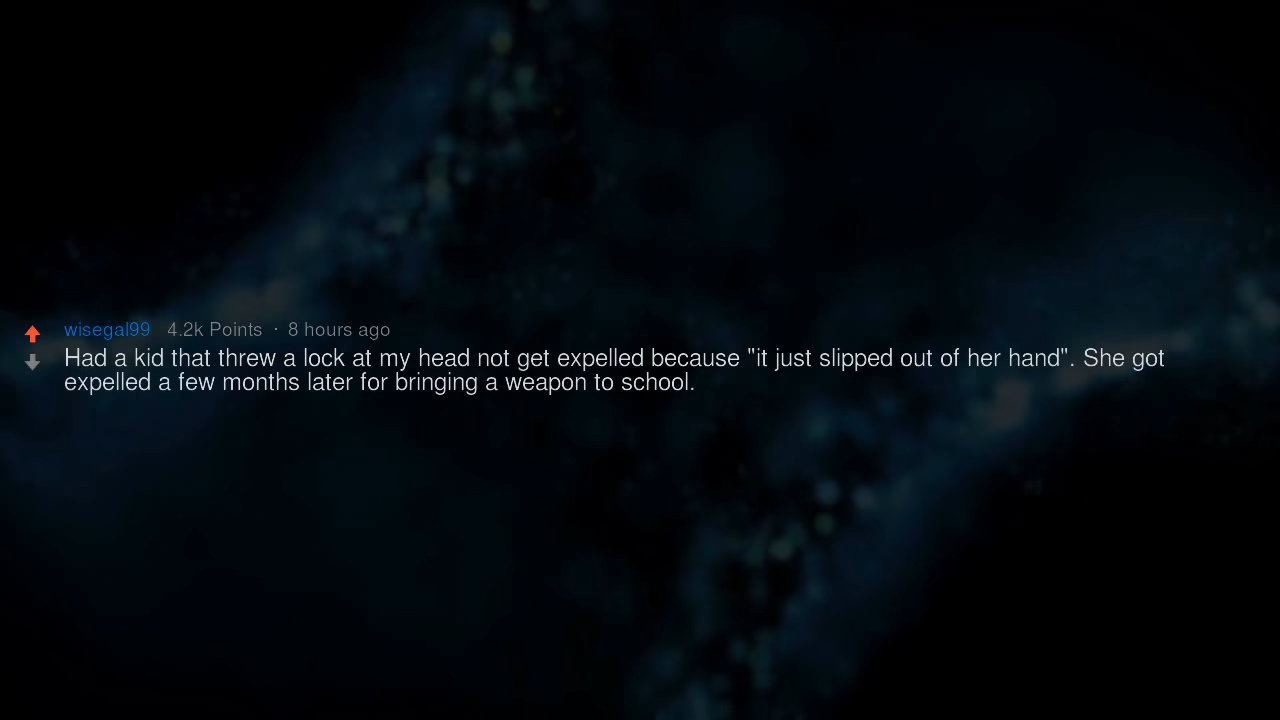 wisegal99 4.2k Points · 8 hours ago
Had a kid that threw a lock at my head not get expelled because "it just slipped out of her hand". She got
expelled a few months later for bringing a weapon to school.